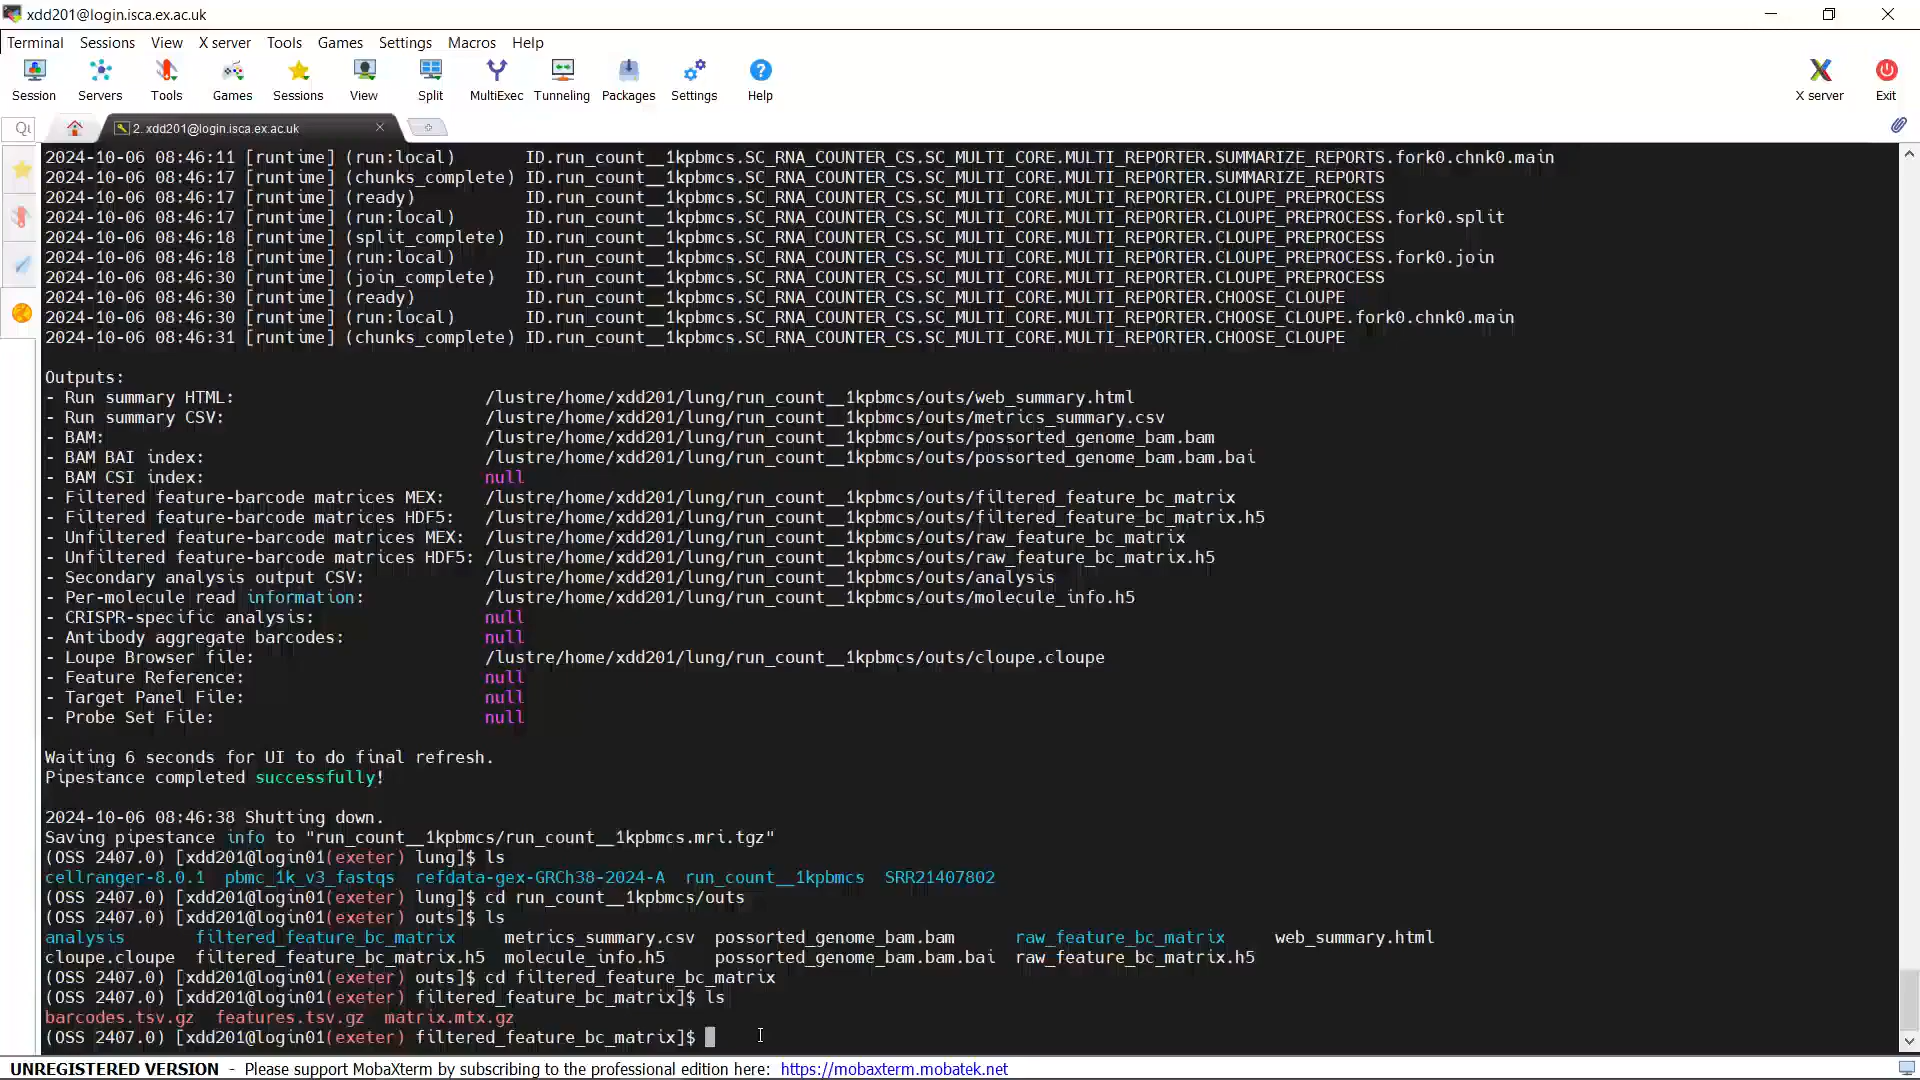 xdd201@login.isca.ex.ac.uk
Terminal Sessions View X server Tools Games Settings Macros Help
Session Servers Tools Games Sessions View Split MultiExec Tunneling Packages Settings Help X server Exit
2. xdd201@login.isca.ex.ac.uk
2024-10-06 08:46:11 [runtime] (run:local) ID.run_count__1kpbmcs.SC_RNA_COUNTER_CS.SC_MULTI_CORE.MULTI_REPORTER.SUMMARIZE_REPORTS.fork0.chnk0.main
2024-10-06 08:46:17 [runtime] (chunks_complete) ID.run_count__1kpbmcs.SC_RNA_COUNTER_CS.SC_MULTI_CORE.MULTI_REPORTER.SUMMARIZE_REPORTS
2024-10-06 08:46:17 [runtime] (ready) ID.run_count__1kpbmcs.SC_RNA_COUNTER_CS.SC_MULTI_CORE.MULTI_REPORTER.CLOUPE_PREPROCESS
2024-10-06 08:46:17 [runtime] (run:local) ID.run_count__1kpbmcs.SC_RNA_COUNTER_CS.SC_MULTI_CORE.MULTI_REPORTER.CLOUPE_PREPROCESS.fork0.split
2024-10-06 08:46:18 [runtime] (split_complete) ID.run_count__1kpbmcs.SC_RNA_COUNTER_CS.SC_MULTI_CORE.MULTI_REPORTER.CLOUPE_PREPROCESS
2024-10-06 08:46:18 [runtime] (run:local) ID.run_count__1kpbmcs.SC_RNA_COUNTER_CS.SC_MULTI_CORE.MULTI_REPORTER.CLOUPE_PREPROCESS.fork0.join
2024-10-06 08:46:30 [runtime] (join_complete) ID.run_count__1kpbmcs.SC_RNA_COUNTER_CS.SC_MULTI_CORE.MULTI_REPORTER.CLOUPE_PREPROCESS
2024-10-06 08:46:30 [runtime] (ready) ID.run_count__1kpbmcs.SC_RNA_COUNTER_CS.SC_MULTI_CORE.MULTI_REPORTER.CHOOSE_CLOUPE
2024-10-06 08:46:30 [runtime] (run:local) ID.run_count__1kpbmcs.SC_RNA_COUNTER_CS.SC_MULTI_CORE.MULTI_REPORTER.CHOOSE_CLOUPE.fork0.chnk0.main
2024-10-06 08:46:31 [runtime] (chunks_complete) ID.run_count__1kpbmcs.SC_RNA_COUNTER_CS.SC_MULTI_CORE.MULTI_REPORTER.CHOOSE_CLOUPE
Outputs:
- Run summary HTML: /lustre/home/xdd201/lung/run_count__1kpbmcs/outs/web_summary.html
- Run summary CSV: /lustre/home/xdd201/lung/run_count__1kpbmcs/outs/metrics_summary.csv
- BAM: /lustre/home/xdd201/lung/run_count__1kpbmcs/outs/possorted_genome_bam.bam
- BAM BAI index: /lustre/home/xdd201/lung/run_count__1kpbmcs/outs/possorted_genome_bam.bam.bai
- BAM CSI index: null
- Filtered feature-barcode matrices MEX: /lustre/home/xdd201/lung/run_count__1kpbmcs/outs/filtered_feature_bc_matrix
- Filtered feature-barcode matrices HDF5: /lustre/home/xdd201/lung/run_count__1kpbmcs/outs/filtered_feature_bc_matrix.h5
- Unfiltered feature-barcode matrices MEX: /lustre/home/xdd201/lung/run_count__1kpbmcs/outs/raw_feature_bc_matrix
- Unfiltered feature-barcode matrices HDF5: /lustre/home/xdd201/lung/run_count__1kpbmcs/outs/raw_feature_bc_matrix.h5
- Secondary analysis output CSV: /lustre/home/xdd201/lung/run_count__1kpbmcs/outs/analysis
- Per-molecule read information: /lustre/home/xdd201/lung/run_count__1kpbmcs/outs/molecule_info.h5
- CRISPR-specific analysis: null
- Antibody aggregate barcodes: null
- Loupe Browser file: /lustre/home/xdd201/lung/run_count__1kpbmcs/outs/cloupe.cloupe
- Feature Reference: null
- Target Panel File: null
- Probe Set File: null
Waiting 6 seconds for UI to do final refresh.
Pipestance completed successfully!
2024-10-06 08:46:38 Shutting down.
Saving pipestance info to "run_count__1kpbmcs/run_count__1kpbmcs.mri.tgz"
(OSS 2407.0) [xdd201@login01(exeter) lung]$ ls
cellranger-8.0.1 pbmc_1k_v3_fastqs refdata-gex-GRCh38-2024-A run_count__1kpbmcs SRR21407802
(OSS 2407.0) [xdd201@login01(exeter) lung]$ cd run_count__1kpbmcs/outs
(OSS 2407.0) [xdd201@login01(exeter) outs]$ ls
analysis filtered_feature_bc_matrix metrics_summary.csv possorted_genome_bam.bam raw_feature_bc_matrix web_summary.html
cloupe.cloupe filtered_feature_bc_matrix.h5 molecule_info.h5 possorted_genome_bam.bam.bai raw_feature_bc_matrix.h5
(OSS 2407.0) [xdd201@login01(exeter) outs]$ cd filtered_feature_bc_matrix
(OSS 2407.0) [xdd201@login01(exeter) filtered_feature_bc_matrix]$ ls
barcodes.tsv.gz features.tsv.gz matrix.mtx.gz
(OSS 2407.0) [xdd201@login01(exeter) filtered_feature_bc_matrix]$
UNREGISTERED VERSION - Please support MobaXterm by subscribing to the professional edition here: https://mobaxterm.mobatek.net